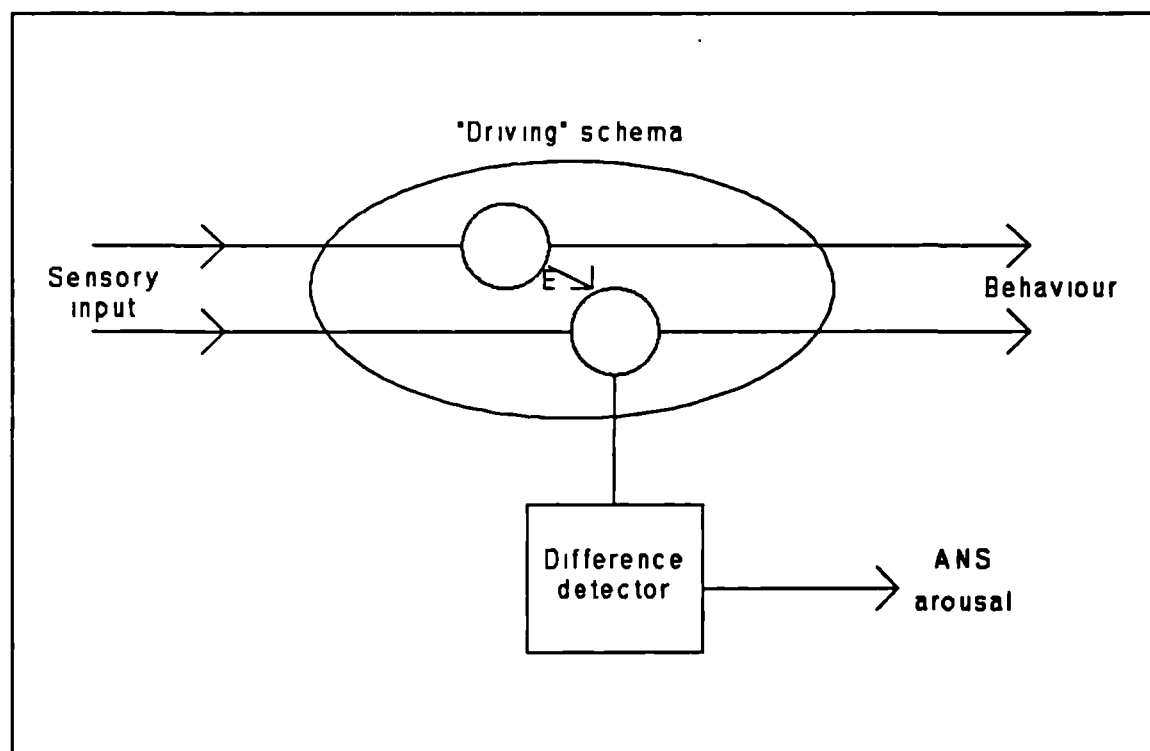 "Driving" schema
Sensory
input
E
Behaviour
Difference
detector
ANS
arousal